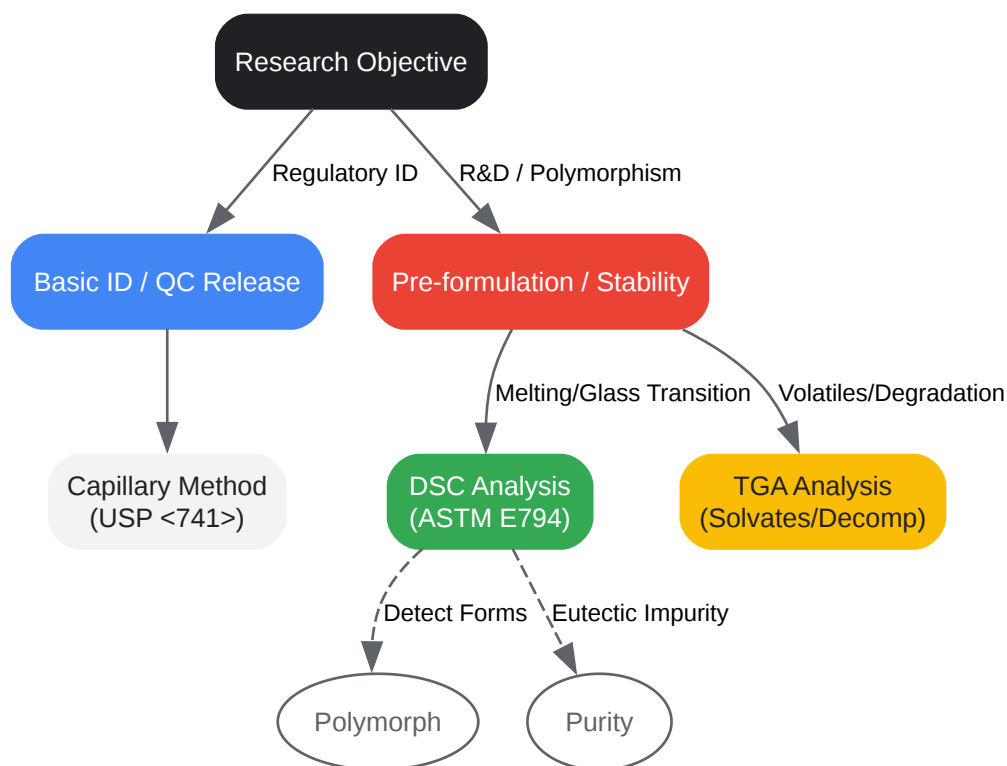 Research Objective
Regulatory ID
R&D / Polymorphism
Basic ID / QC Release
Pre-formulation / Stability
Melting/Glass Transition
Volatiles/Degradation
Capillary Method
(USP <741>)
DSC Analysis
(ASTM E794)
TGA Analysis
(Solvates/Decomp)
Detect Forms
Eutectic Impurity
Polymorph
Purity